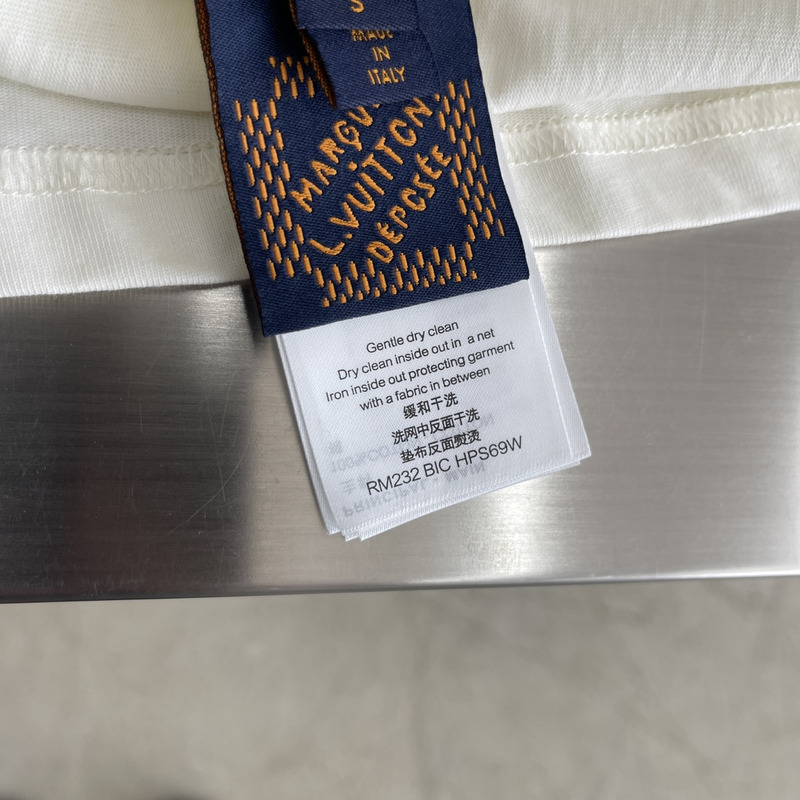 S
MADE
IN
ITALY
MARQUE
L.VUITTON
DÉPOSÉE
Gentle dry clean
Dry clean inside out in a net
Iron inside out protecting garment
with a fabric in between
缓和干洗
洗网中反面干洗
垫布反面熨烫
RM232 BIC HPS69W